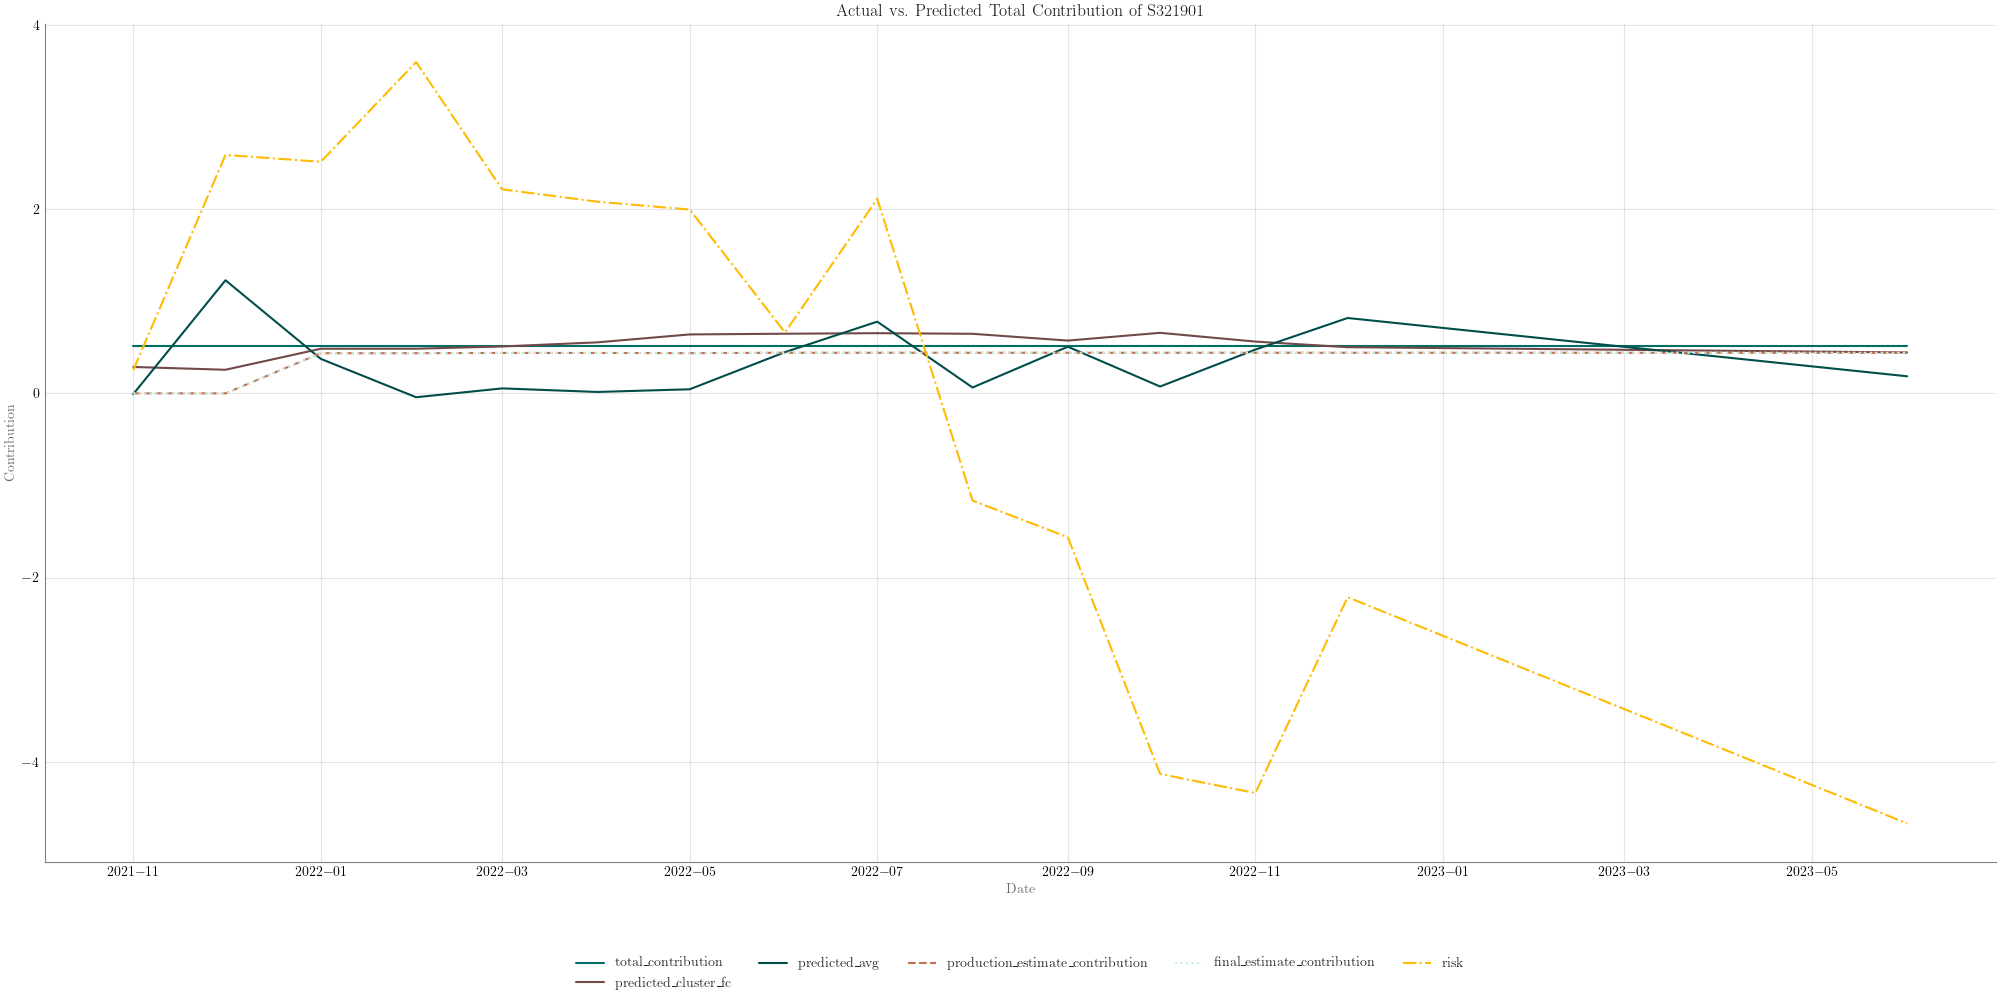 Actual vs. Predicted Total Contribution of S321901
4
2
0
−2
−4
Contribution
2021−11 2022−01 2022−03 2022−05 2022−07 2022−09 2022−11 2023−01 2023−03 2023−05
Date
total_contribution predicted_avg production_estimate_contribution final_estimate_contribution risk
predicted_cluster_fc